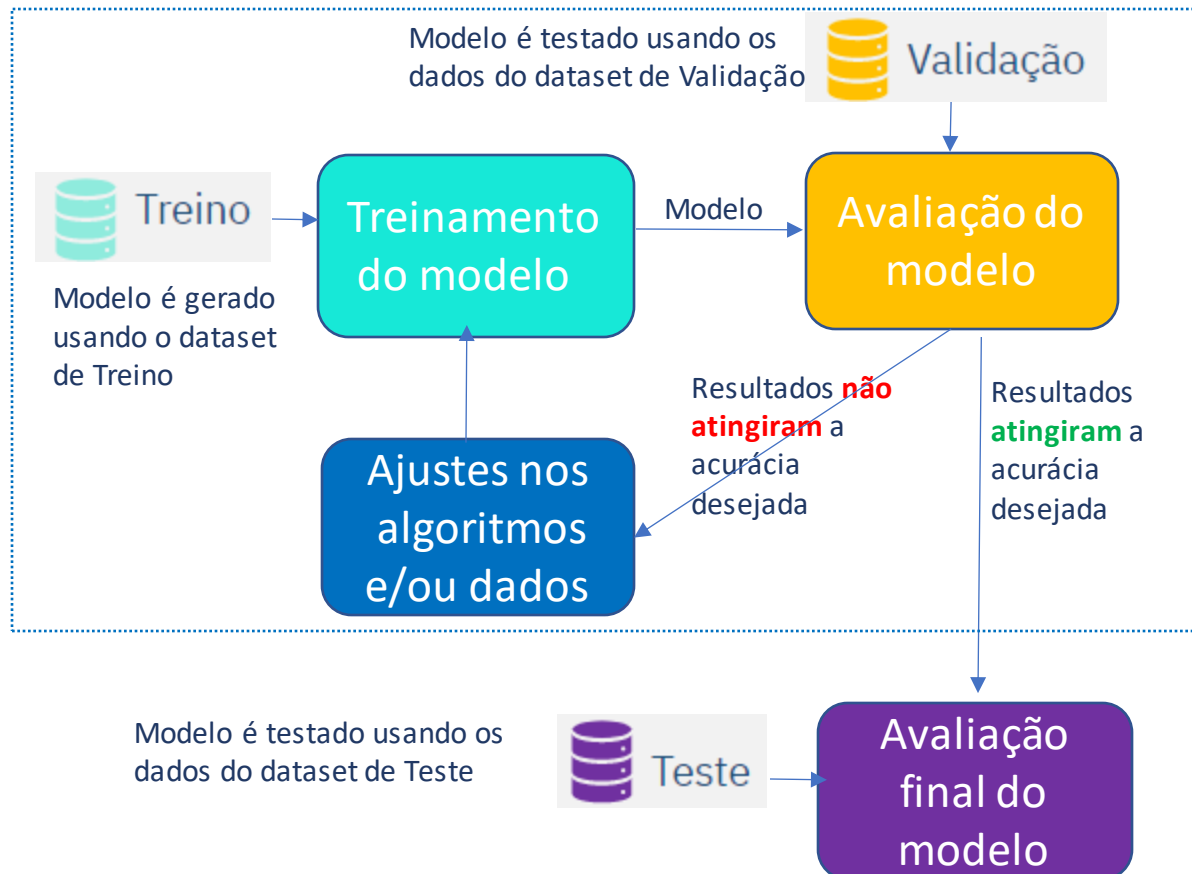 Modelo é testado usando os
dados do dataset de Validação
Validação
Treino
Modelo é gerado
usando o dataset
de Treino
Treinamento
do modelo
Modelo
Avaliação do
modelo
Resultados não
atingiram a
acurácia
desejada
Resultados
atingiram a
acurácia
desejada
Ajustes nos
algoritmos
e/ou dados
Modelo é testado usando os
dados do dataset de Teste
Teste
Avaliação
final do
modelo